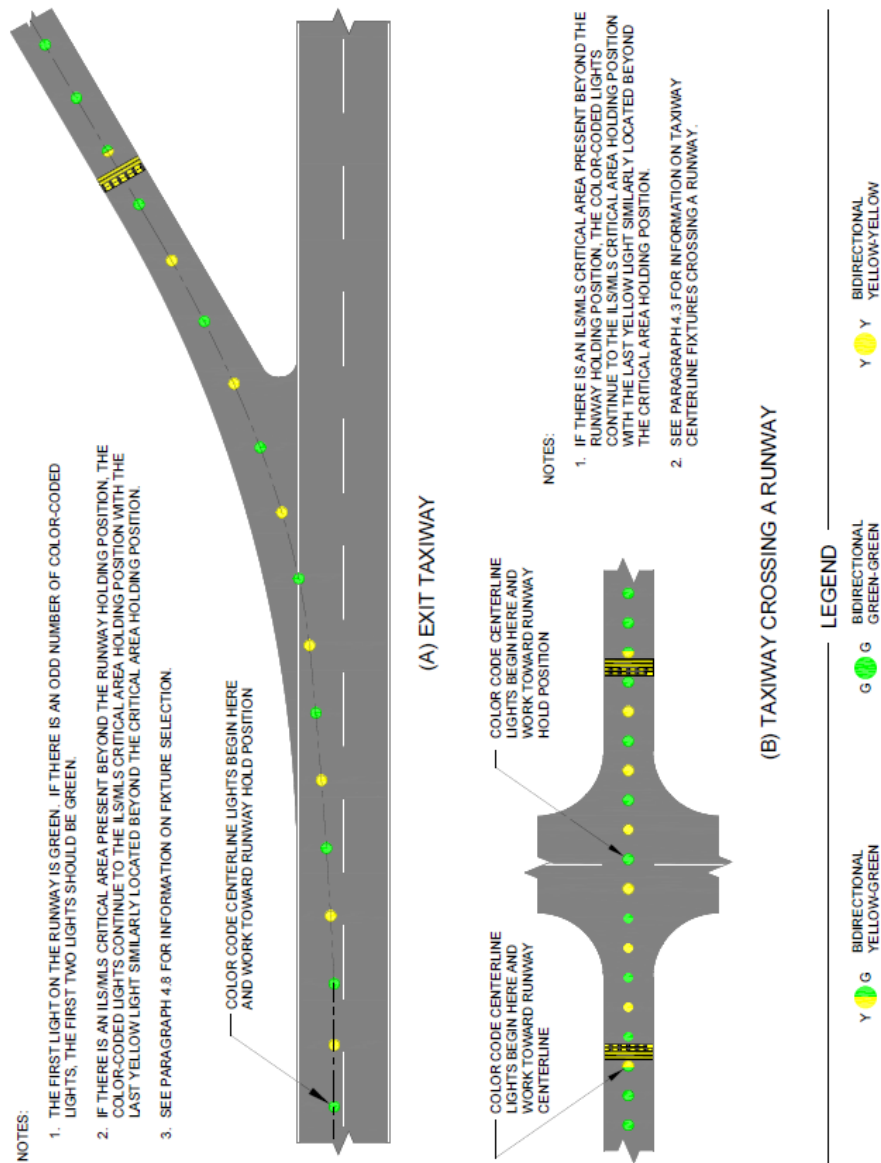 NOTES:
1. THE FIRST LIGHT ON THE RUNWAY IS GREEN. IF THERE IS AN ODD NUMBER OF COLOR-CODED
LIGHTS, THE FIRST TWO LIGHTS SHOULD BE GREEN.
2. IF THERE IS AN ILS/MLS CRITICAL AREA PRESENT BEYOND THE RUNWAY HOLDING POSITION, THE
COLOR-CODED LIGHTS CONTINUE TO THE ILS/MLS CRITICAL AREA HOLDING POSITION WITH THE
LAST YELLOW LIGHT SIMILARLY LOCATED BEYOND THE CRITICAL AREA HOLDING POSITION.
3. SEE PARAGRAPH 4.8 FOR INFORMATION ON FIXTURE SELECTION.
COLOR CODE CENTERLINE LIGHTS BEGIN HERE
AND WORK TOWARD RUNWAY HOLD POSITION
(A) EXIT TAXIWAY
COLOR CODE CENTERLINE
LIGHTS BEGIN HERE AND
WORK TOWARD RUNWAY
CENTERLINE
COLOR CODE CENTERLINE
LIGHTS BEGIN HERE AND
WORK TOWARD RUNWAY
HOLD POSITION
NOTES:
1. IF THERE IS AN ILS/MLS CRITICAL AREA PRESENT BEYOND THE
RUNWAY HOLDING POSITION, THE COLOR-CODED LIGHTS
CONTINUE TO THE ILS/MLS CRITICAL AREA HOLDING POSITION
WITH THE LAST YELLOW LIGHT SIMILARLY LOCATED BEYOND
THE CRITICAL AREA HOLDING POSITION.
2. SEE PARAGRAPH 4.3 FOR INFORMATION ON TAXIWAY
CENTERLINE FIXTURES CROSSING A RUNWAY.
(B) TAXIWAY CROSSING A RUNWAY
LEGEND
Y G BIDIRECTIONAL
YELLOW-GREEN
G G BIDIRECTIONAL
GREEN-GREEN
Y Y BIDIRECTIONAL
YELLOW-YELLOW